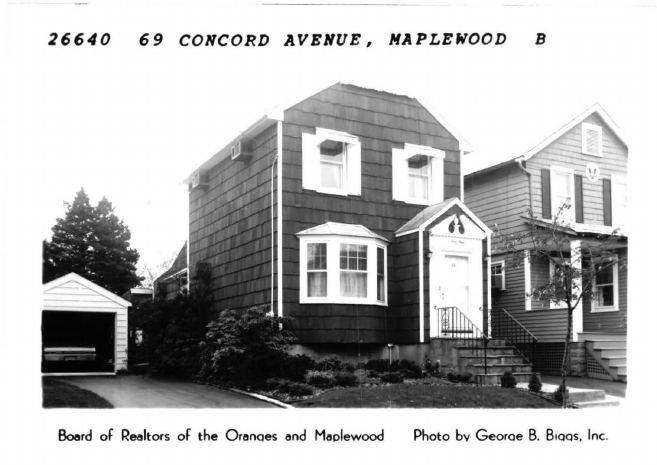 26640 69 CONCORD AVENUE, MAPLEWOOD B
Board of Realtors of the Oranges and Maplewood Photo by George B. Biggs, Inc.